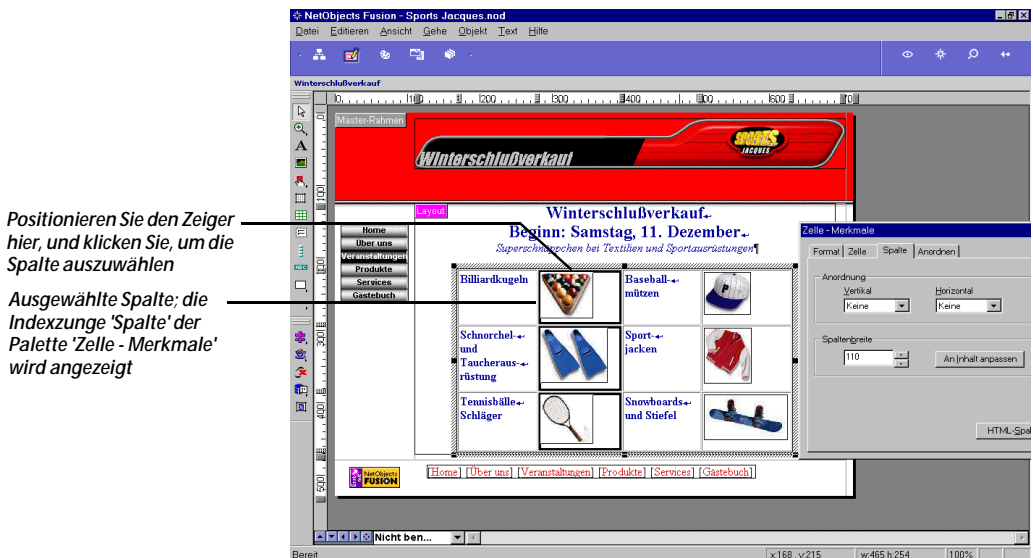 NetObjects Fusion - Sports Jacques.nod
Datei Editieren Ansicht Gehe Objekt Text Hilfe
Winterschlußverkauf
Master-Rahmen
Winterschlußverkauf
SPORTS
JACQUES
Layout
Winterschlußverkauf
Beginn: Samstag, 11. Dezember
Superschnäppchen bei Textilien und Sportausrüstungen¶
Home
Über uns
Veranstaltungen
Produkte
Services
Gästebuch
Positionieren Sie den Zeiger
hier, und klicken Sie, um die
Spalte auszuwählen
Ausgewählte Spalte; die
Indexzunge 'Spalte' der
Palette 'Zelle - Merkmale'
wird angezeigt
Billiardkugeln
Baseball-
mützen
Schnorchel-
und
Taucheraus-
rüstung
Sport-
jacken
Tennisbälle
Schläger
Snowboards
und Stiefel
Zelle - Merkmale
Format Zelle Spalte Anordnen
Anordnung
Vertikal Horizontal
Keine Keine
Spaltenbreite
110 An Inhalt anpassen
HTML-Spal
NetObjects
FUSION
[Home] [Über uns] [Veranstaltungen] [Produkte] [Services] [Gästebuch]
Nicht ben...
Bereit x:168 , y:215 w:465 h:254 100%